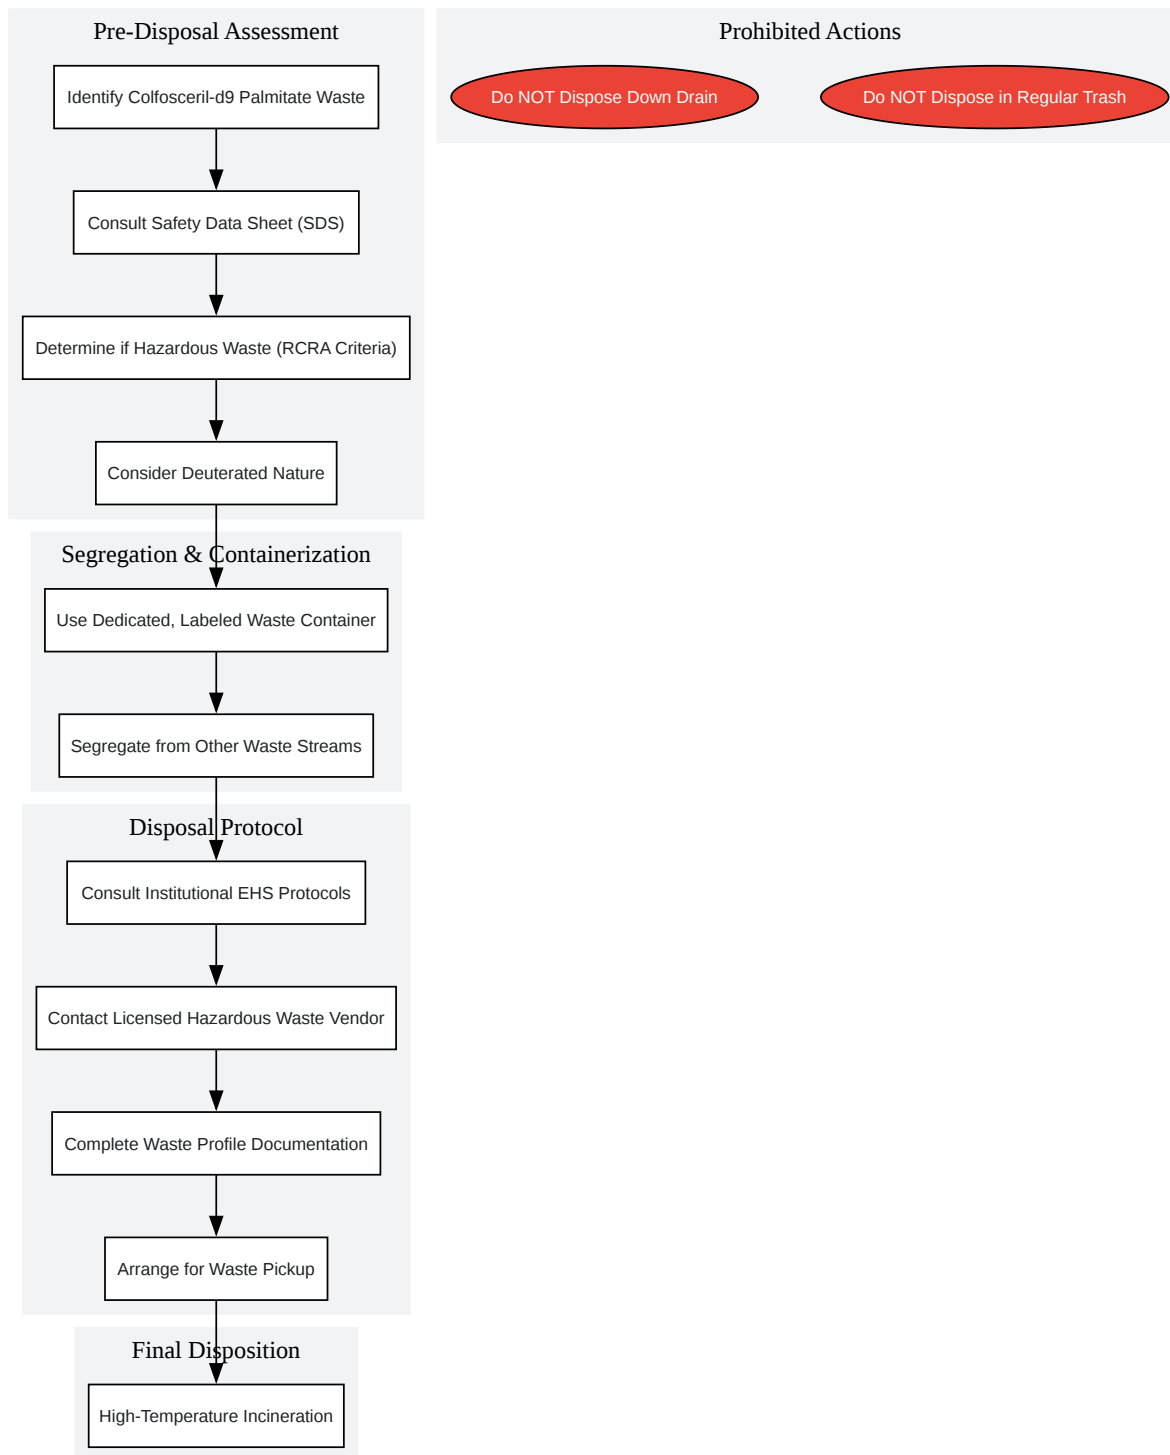 Pre-Disposal Assessment
Identify Colfosceril-d9 Palmitate Waste
Consult Safety Data Sheet (SDS)
Determine if Hazardous Waste (RCRA Criteria)
Consider Deuterated Nature
Segregation & Containerization
Use Dedicated, Labeled Waste Container
Segregate from Other Waste Streams
Disposal Protocol
Consult Institutional EHS Protocols
Contact Licensed Hazardous Waste Vendor
Complete Waste Profile Documentation
Arrange for Waste Pickup
Final Disposition
High-Temperature Incineration
Prohibited Actions
Do NOT Dispose Down Drain
Do NOT Dispose in Regular Trash